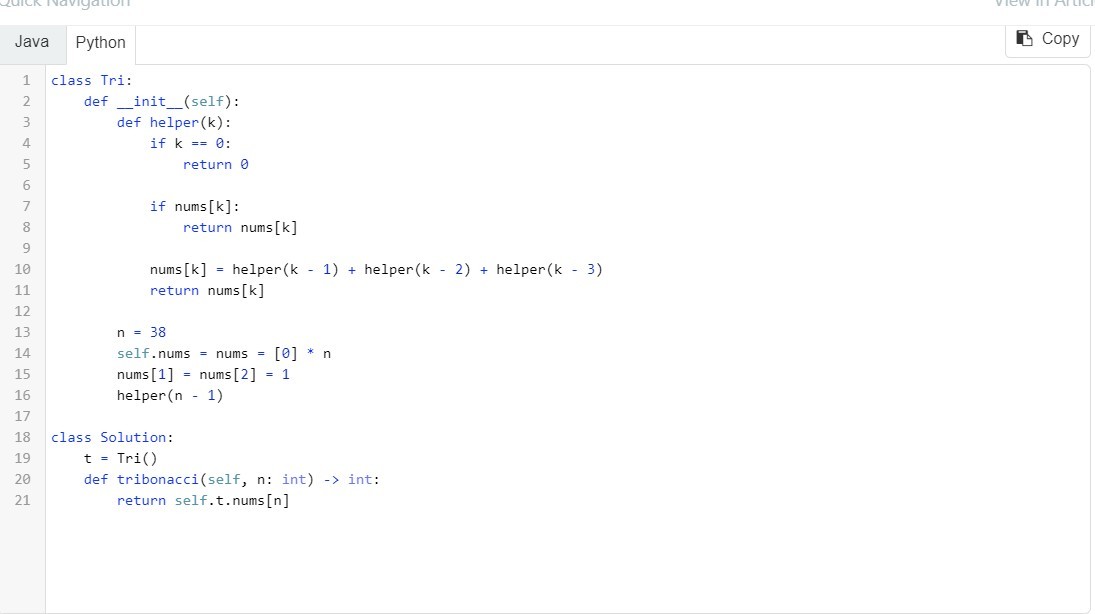 Quick Navigation View in Artic
Java Python Copy
1 class Tri:
2     def __init__(self):
3         def helper(k):
4             if k == 0:
5                 return 0
6
7             if nums[k]:
8                 return nums[k]
9
10             nums[k] = helper(k - 1) + helper(k - 2) + helper(k - 3)
11             return nums[k]
12
13         n = 38
14         self.nums = nums = [0] * n
15         nums[1] = nums[2] = 1
16         helper(n - 1)
17
18 class Solution:
19     t = Tri()
20     def tribonacci(self, n: int) -> int:
21         return self.t.nums[n]